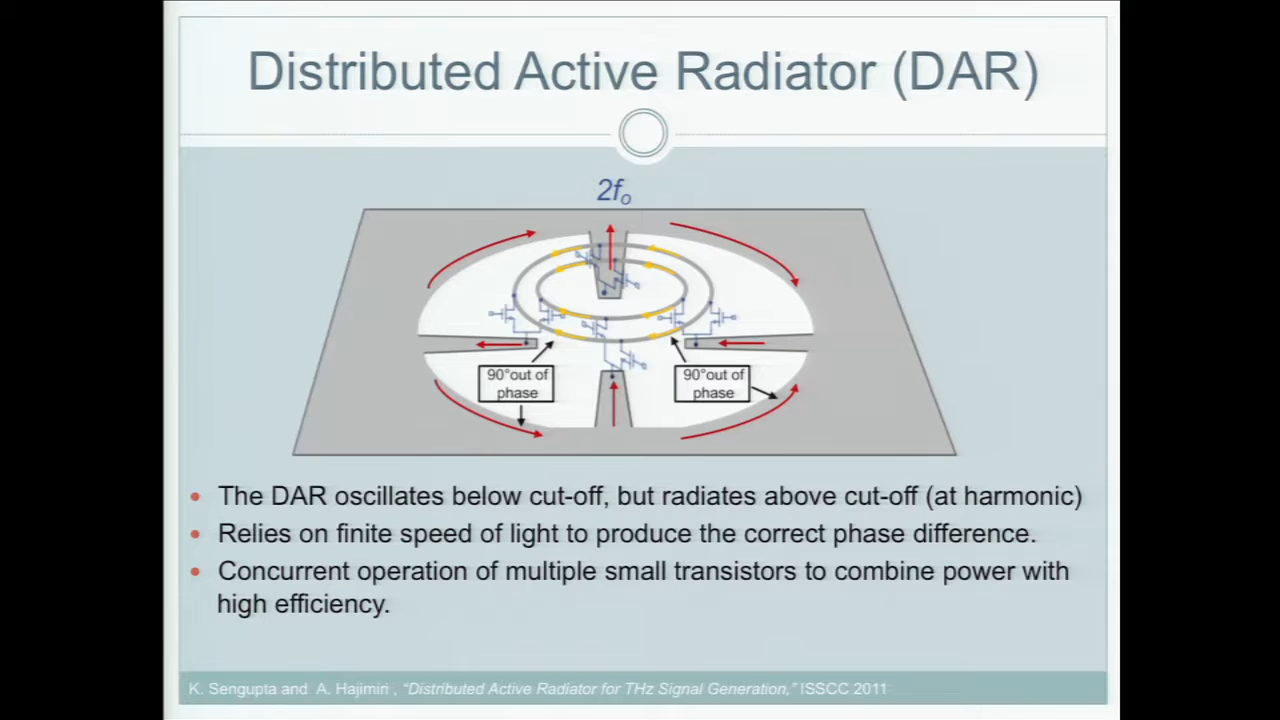 Distributed Active Radiator (DAR)
2fo
90°out of
phase
90°out of
phase
• The DAR oscillates below cut-off, but radiates above cut-off (at harmonic)
• Relies on finite speed of light to produce the correct phase difference.
• Concurrent operation of multiple small transistors to combine power with
high efficiency.
K. Sengupta and A. Hajimiri , "Distributed Active Radiator for THz Signal Generation," ISSCC 2011